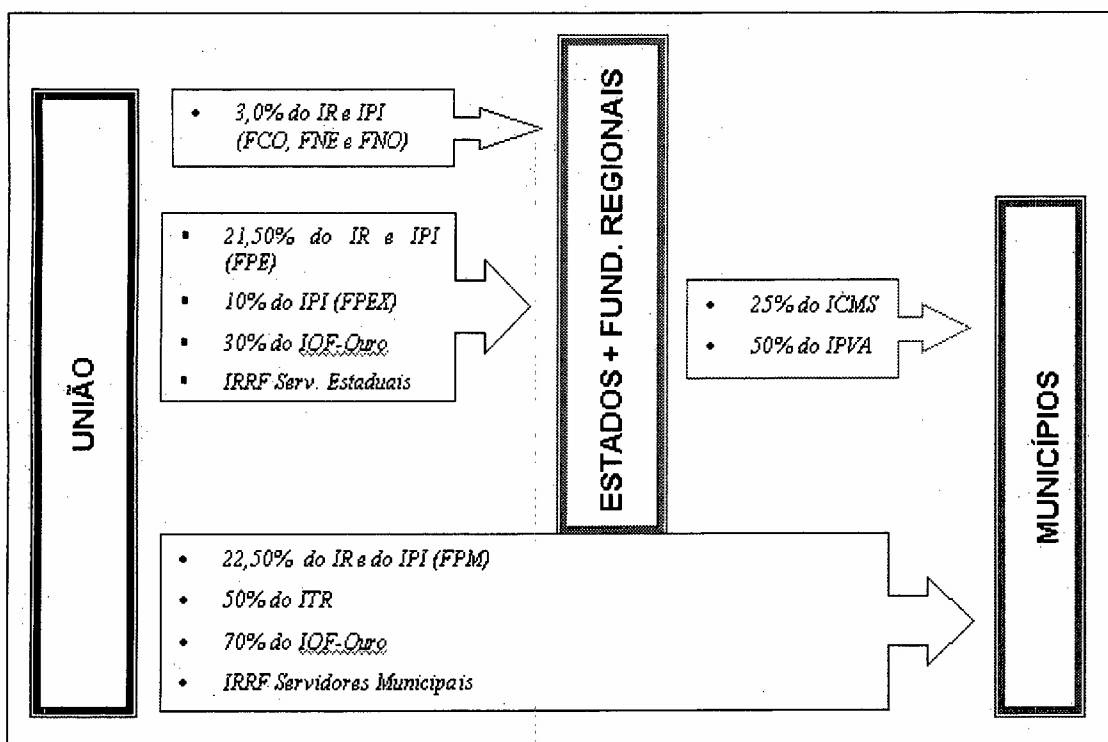 UNIÃO
• 3,0% do IR e IPI
(FCO, FNE e FNO)
▪ 21,50% do IR e IPI
(FPE)
▪ 10% do IPI (FPEX)
▪ 30% do IOF-Ouro
▪ IRRF Serv. Estaduais
ESTADOS + FUND. REGIONAIS
• 25% do ICMS
• 50% do IPVA
MUNICÍPIOS
• 22,50% do IR e do IPI (FPM)
• 50% do ITR
• 70% do IOF-Ouro
• IRRF Servidores Municipais